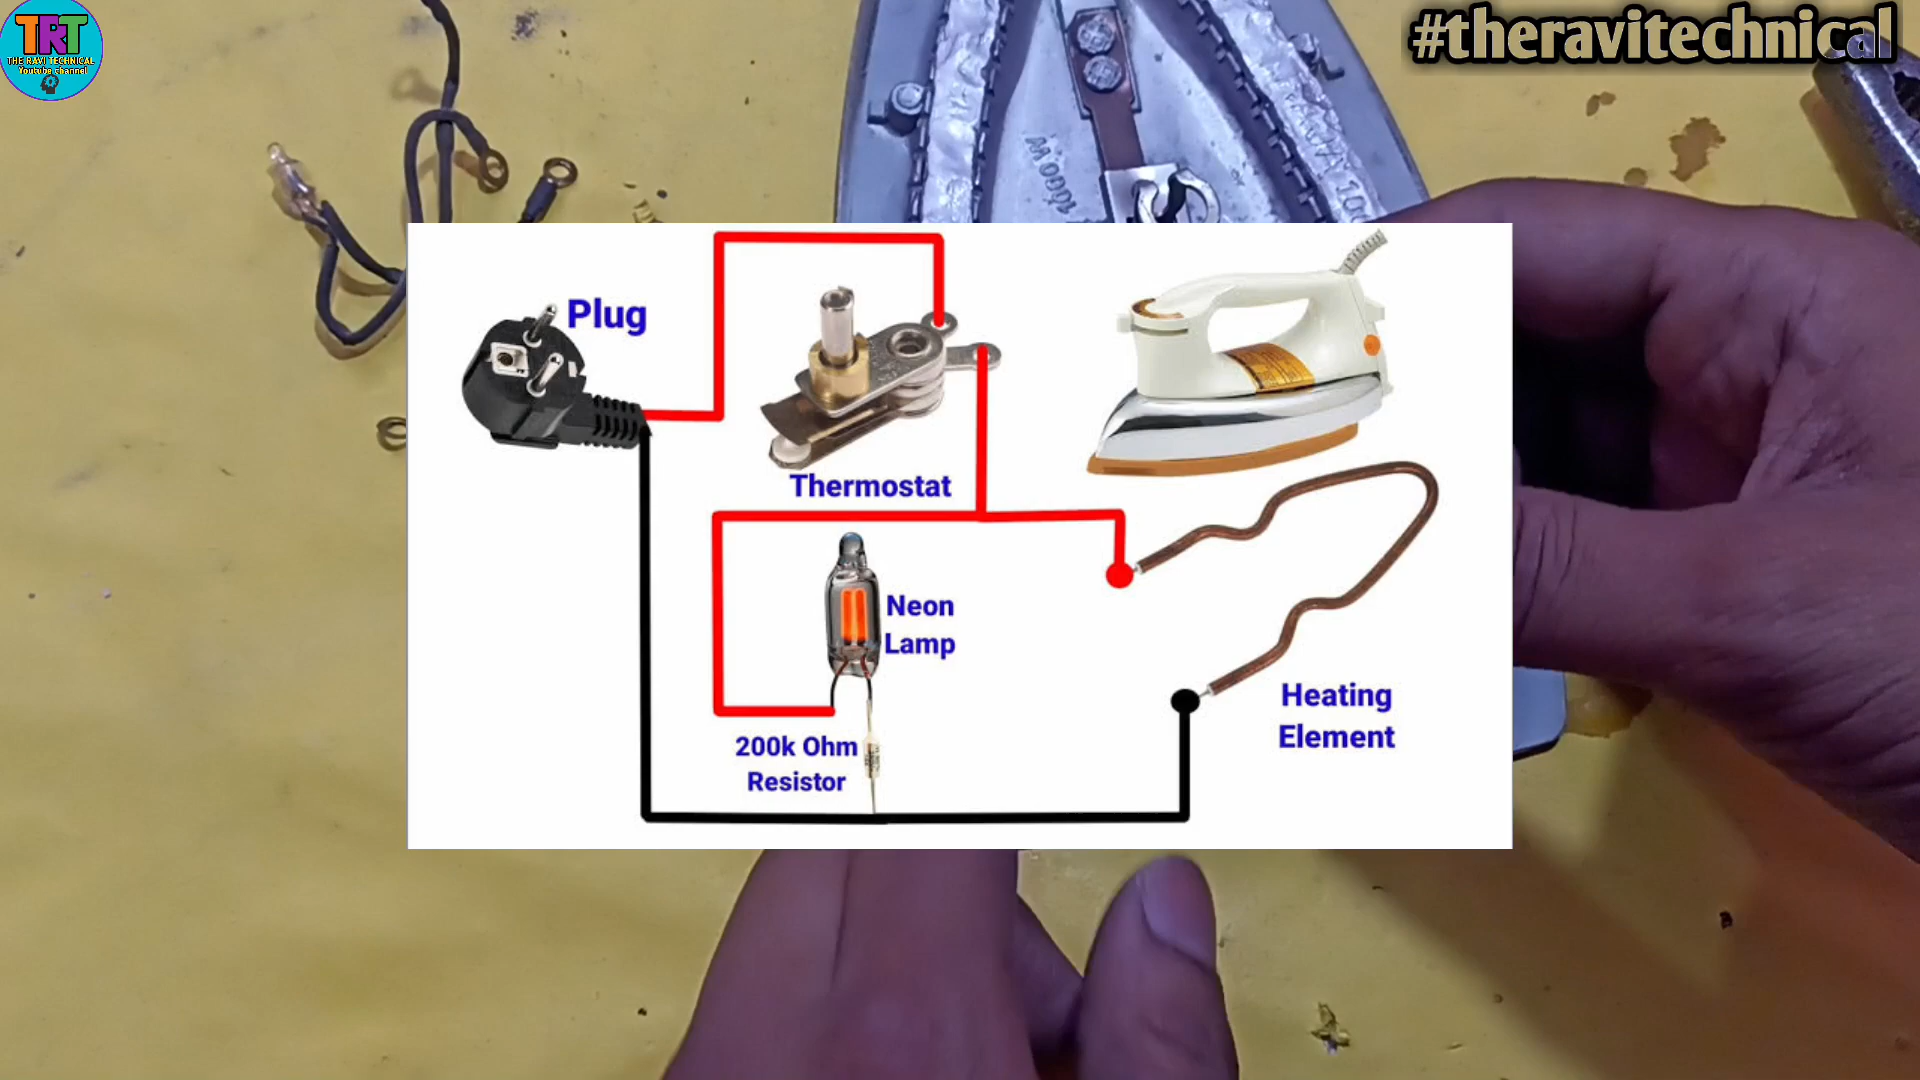 TRT
THE RAVI TECHNICAL
Youtube channel
#theravitechnical
1000W
Plug
Thermostat
Neon
Lamp
200k Ohm
Resistor
Heating
Element